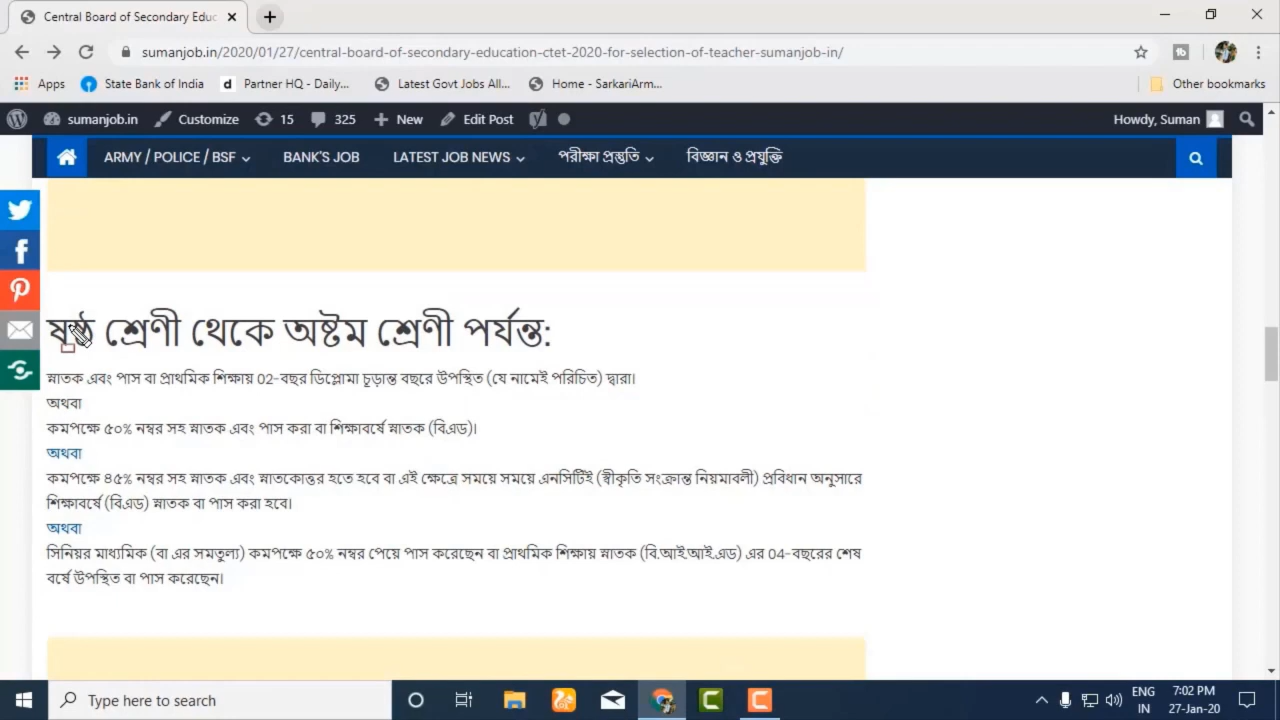 Central Board of Secondary Educ
sumanjob.in/2020/01/27/central-board-of-secondary-education-ctet-2020-for-selection-of-teacher-sumanjob-in/
Apps State Bank of India d Partner HQ - Daily... Latest Govt Jobs All... Home - SarkariArm... Other bookmarks
sumanjob.in Customize 15 325 New Edit Post Howdy, Suman
ARMY / POLICE / BSF BANK'S JOB LATEST JOB NEWS পরীক্ষা প্রস্তুতি বিজ্ঞান ও প্রযুক্তি
ষষ্ঠ শ্রেণী থেকে অষ্টম শ্রেণী পর্যন্ত:
স্নাতক এবং পাস বা প্রাথমিক শিক্ষায় 02-বছর ডিপ্লোমা চূড়ান্ত বছরে উপস্থিত (যে নামেই পরিচিত) দ্বারা।
অথবা
কমপক্ষে ৫০% নম্বর সহ স্নাতক এবং পাস করা বা শিক্ষাবর্ষে স্নাতক (বি.এড)।
অথবা
কমপক্ষে ৪৫% নম্বর সহ স্নাতক এবং স্নাতকোত্তর হতে হবে বা এই ক্ষেত্রে সময়ে সময়ে এনসিটিই (স্বীকৃতি সংক্রান্ত নিয়মাবলী) প্রবিধান অনুসারে
শিক্ষাবর্ষে (বি.এড) স্নাতক বা পাস করা হবে।
অথবা
সিনিয়র মাধ্যমিক (বা এর সমতুল্য) কমপক্ষে ৫০% নম্বর পেয়ে পাস করেছেন বা প্রাথমিক শিক্ষায় স্নাতক (বি.আই.আই.এড) এর 04-বছরের শেষ
বর্ষে উপস্থিত বা পাস করেছেন।
Type here to search
ENG 7:02 PM
IN 27-Jan-20